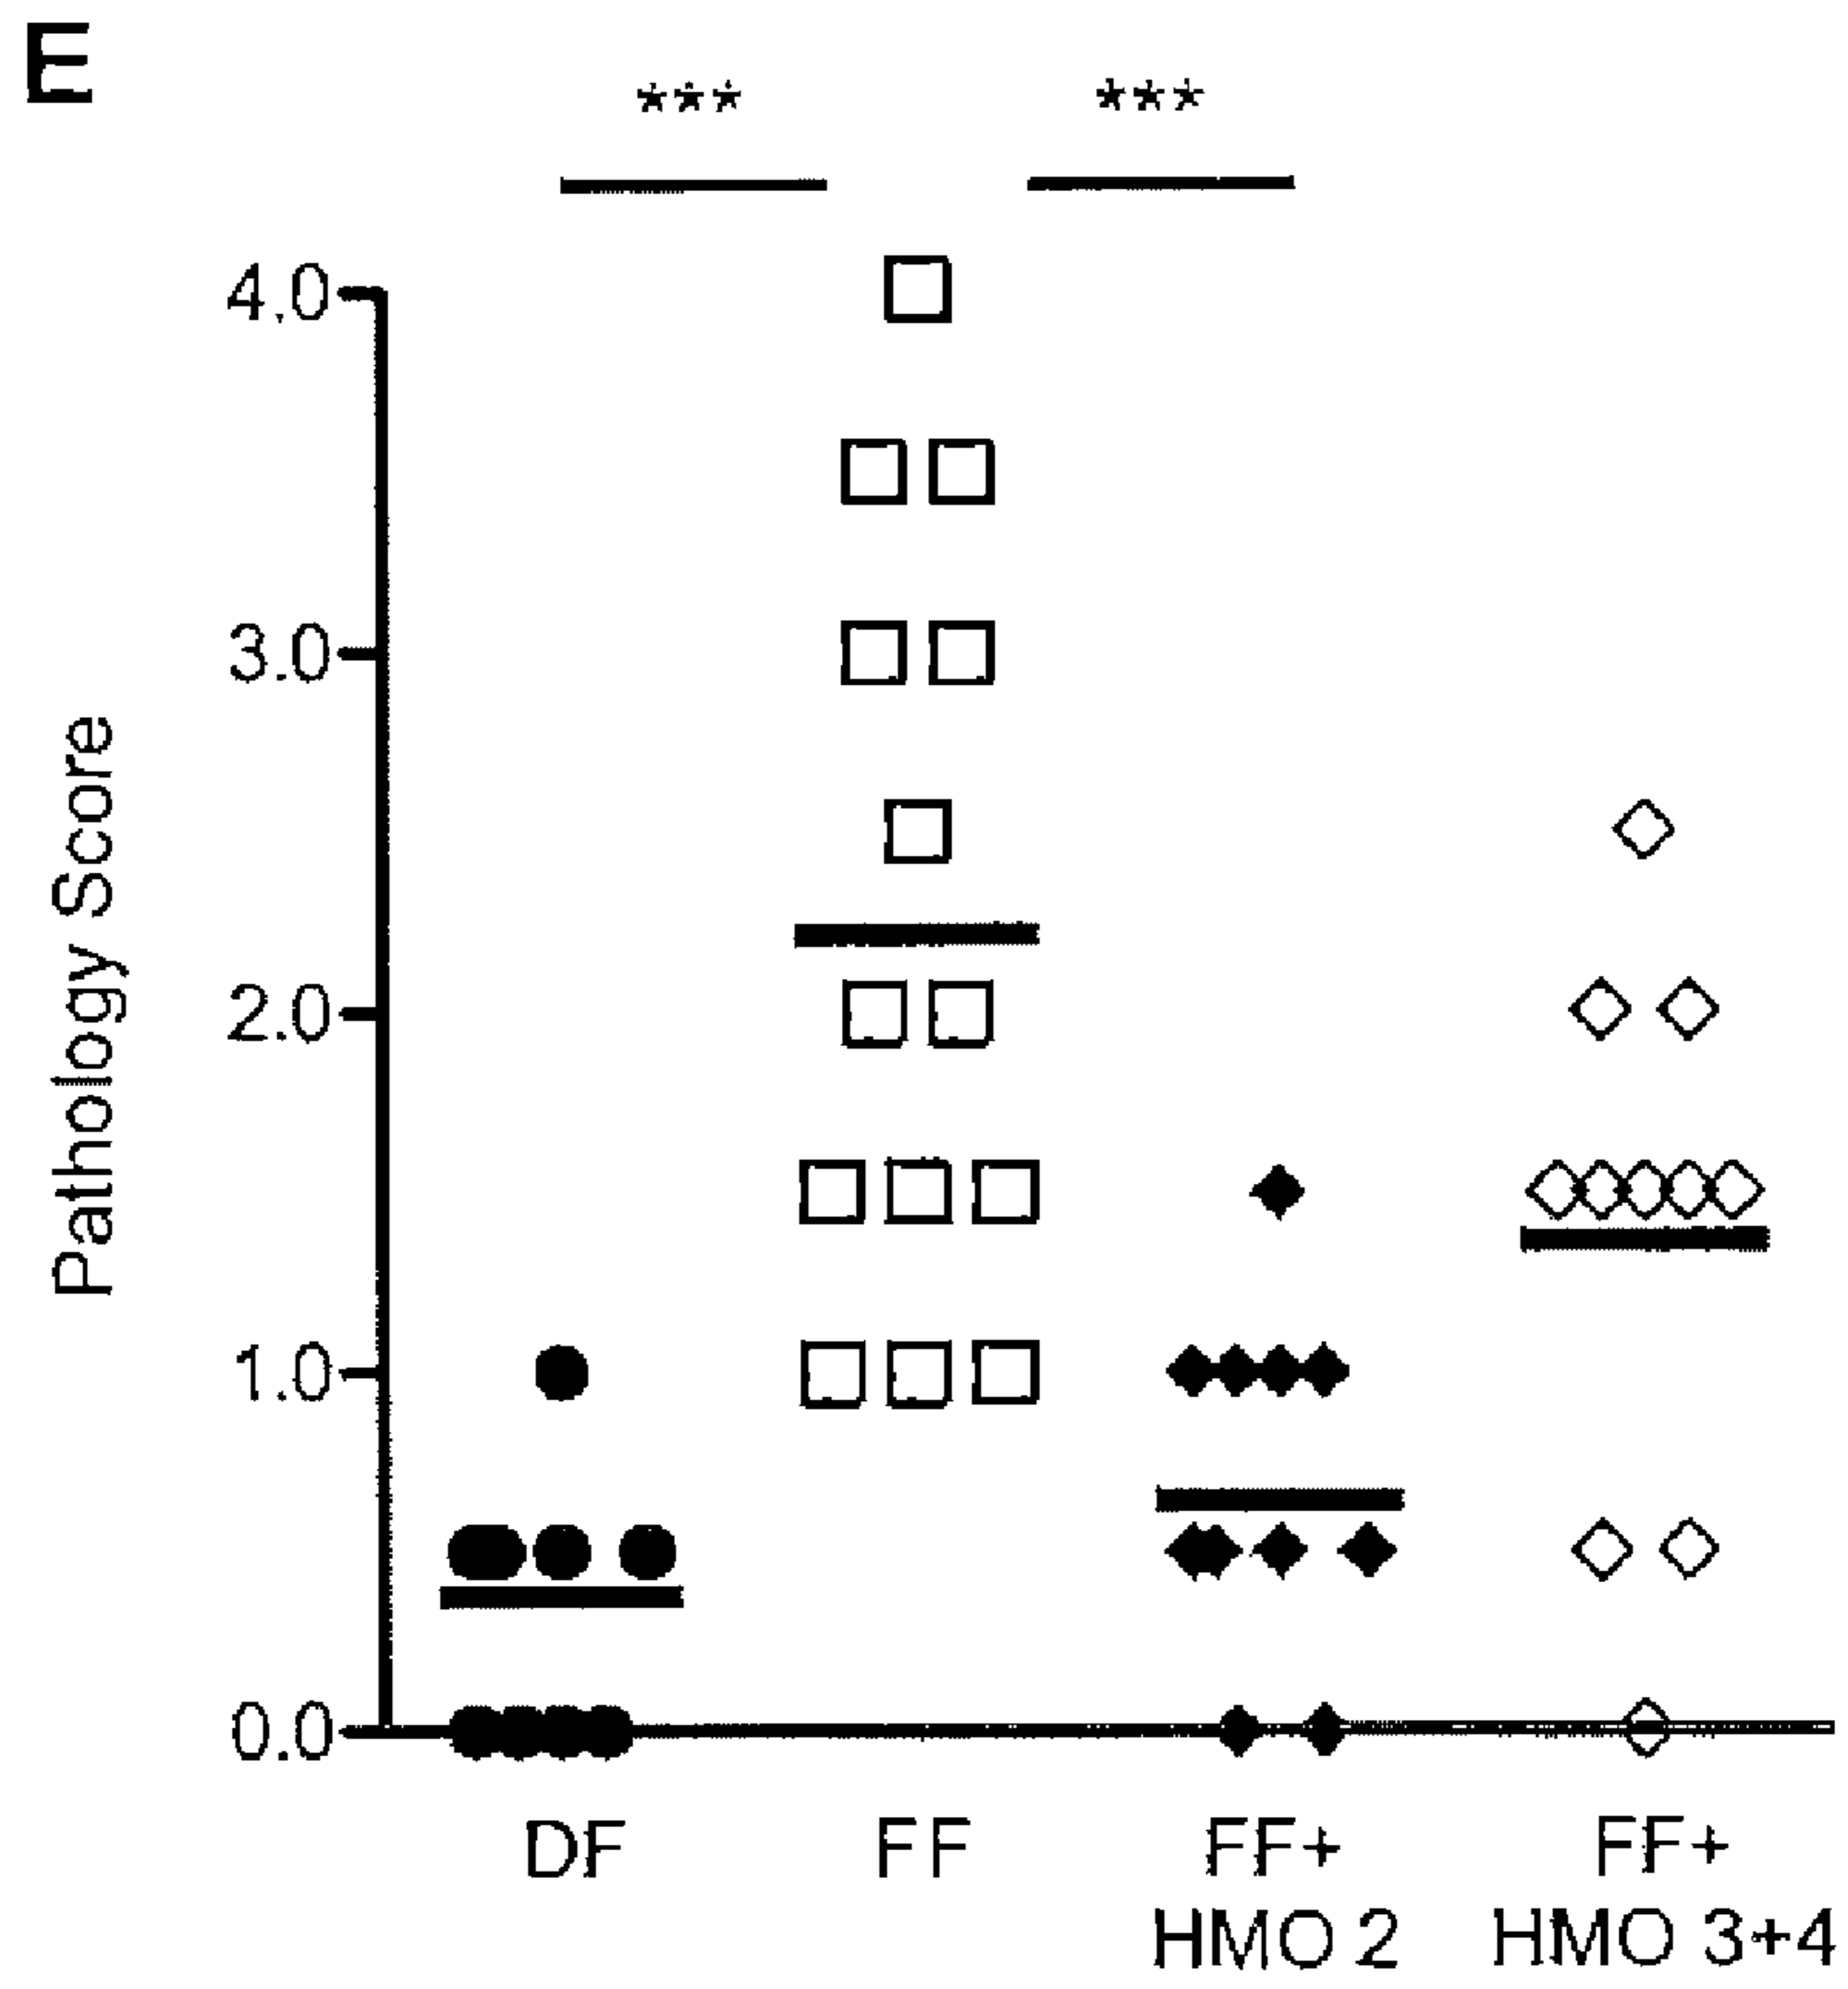 E
*** ***
4.0
3.0
2.0
1.0
0.0
Pathology Score
DF FF FF+ FF+
HMO 2 HMO 3+4